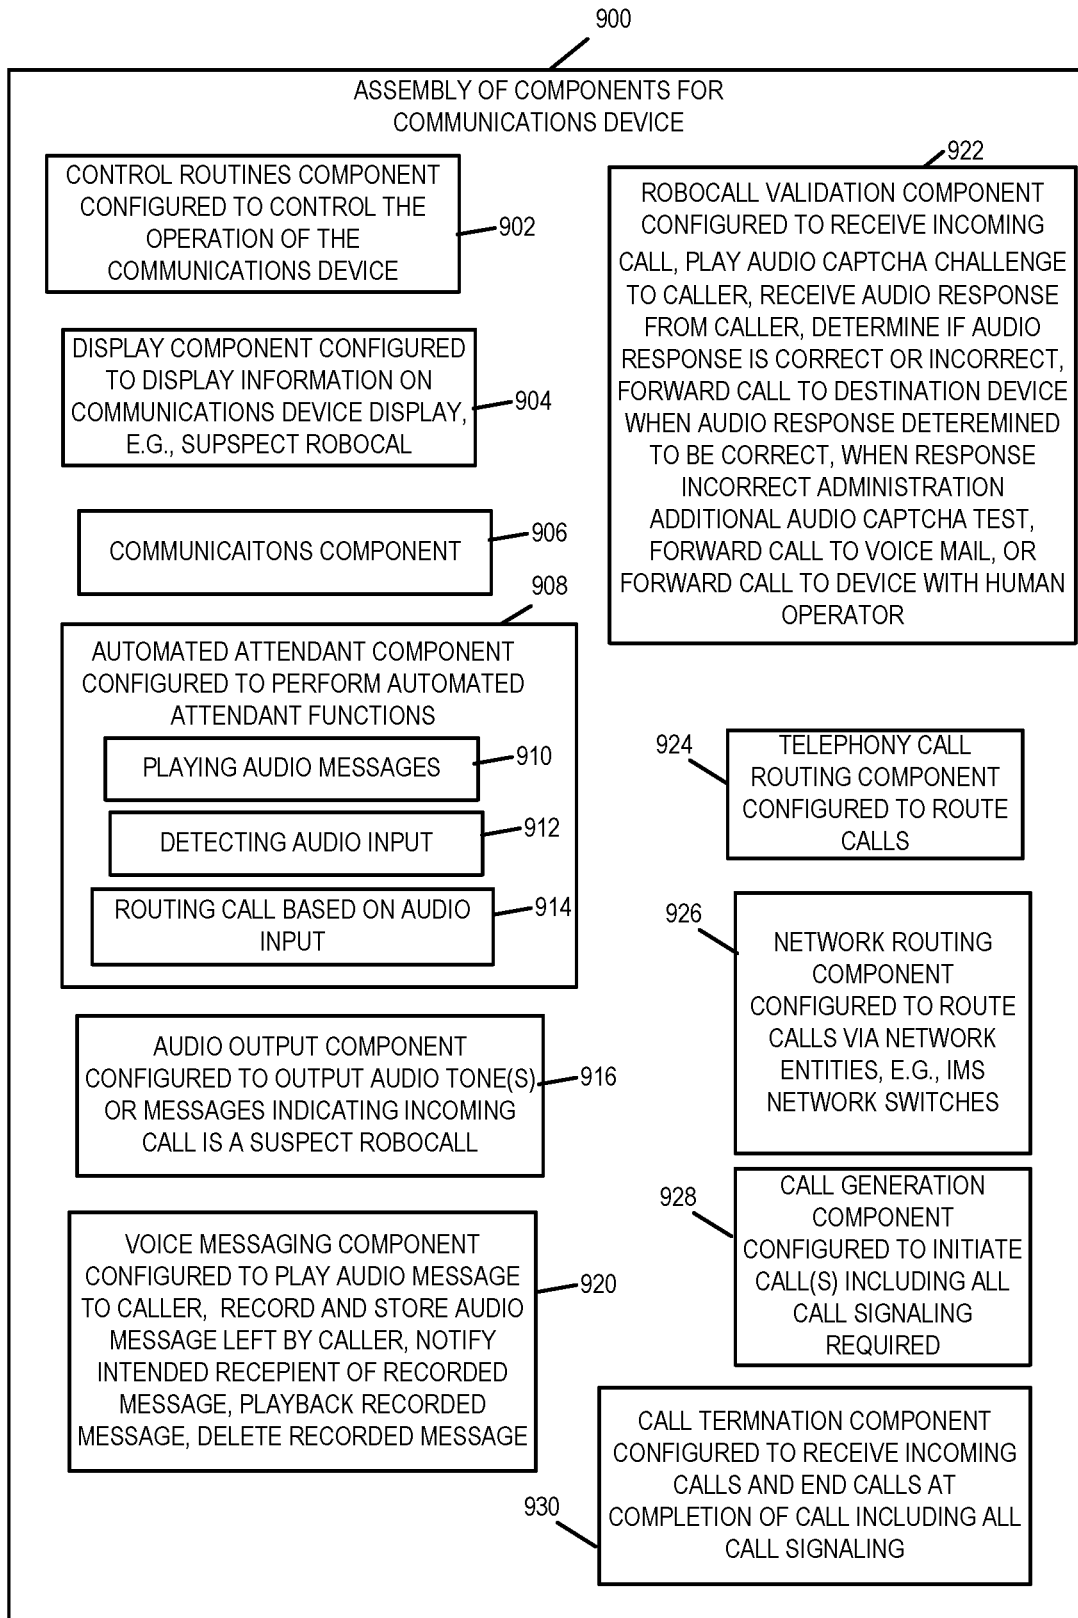 900
ASSEMBLY OF COMPONENTS FOR
COMMUNICATIONS DEVICE
CONTROL ROUTINES COMPONENT
CONFIGURED TO CONTROL THE
OPERATION OF THE
COMMUNICATIONS DEVICE
902
DISPLAY COMPONENT CONFIGURED
TO DISPLAY INFORMATION ON
COMMUNICATIONS DEVICE DISPLAY,
E.G., SUPSPECT ROBOCAL
904
COMMUNICAITONS COMPONENT
906
908
AUTOMATED ATTENDANT COMPONENT
CONFIGURED TO PERFORM AUTOMATED
ATTENDANT FUNCTIONS
PLAYING AUDIO MESSAGES
910
DETECTING AUDIO INPUT
912
ROUTING CALL BASED ON AUDIO
INPUT
914
AUDIO OUTPUT COMPONENT
CONFIGURED TO OUTPUT AUDIO TONE(S)
OR MESSAGES INDICATING INCOMING
CALL IS A SUSPECT ROBOCALL
916
VOICE MESSAGING COMPONENT
CONFIGURED TO PLAY AUDIO MESSAGE
TO CALLER, RECORD AND STORE AUDIO
MESSAGE LEFT BY CALLER, NOTIFY
INTENDED RECEPIENT OF RECORDED
MESSAGE, PLAYBACK RECORDED
MESSAGE, DELETE RECORDED MESSAGE
920
922
ROBOCALL VALIDATION COMPONENT
CONFIGURED TO RECEIVE INCOMING
CALL, PLAY AUDIO CAPTCHA CHALLENGE
TO CALLER, RECEIVE AUDIO RESPONSE
FROM CALLER, DETERMINE IF AUDIO
RESPONSE IS CORRECT OR INCORRECT,
FORWARD CALL TO DESTINATION DEVICE
WHEN AUDIO RESPONSE DETEREMINED
TO BE CORRECT, WHEN RESPONSE
INCORRECT ADMINISTRATION
ADDITIONAL AUDIO CAPTCHA TEST,
FORWARD CALL TO VOICE MAIL, OR
FORWARD CALL TO DEVICE WITH HUMAN
OPERATOR
924
TELEPHONY CALL
ROUTING COMPONENT
CONFIGURED TO ROUTE
CALLS
926
NETWORK ROUTING
COMPONENT
CONFIGURED TO ROUTE
CALLS VIA NETWORK
ENTITIES, E.G., IMS
NETWORK SWITCHES
928
CALL GENERATION
COMPONENT
CONFIGURED TO INITIATE
CALL(S) INCLUDING ALL
CALL SIGNALING
REQUIRED
930
CALL TERMNATION COMPONENT
CONFIGURED TO RECEIVE INCOMING
CALLS AND END CALLS AT
COMPLETION OF CALL INCLUDING ALL
CALL SIGNALING